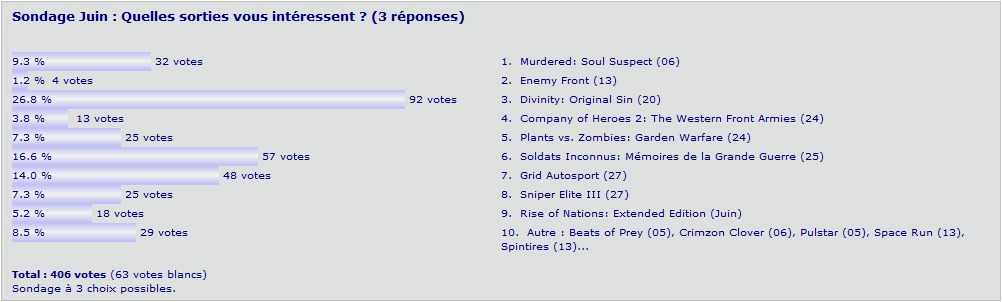 Sondage Juin : Quelles sorties vous intéressent ? (3 réponses)
9.3 % 32 votes 1. Murdered: Soul Suspect (06)
1.2 % 4 votes 2. Enemy Front (13)
26.8 % 92 votes 3. Divinity: Original Sin (20)
3.8 % 13 votes 4. Company of Heroes 2: The Western Front Armies (24)
7.3 % 25 votes 5. Plants vs. Zombies: Garden Warfare (24)
16.6 % 57 votes 6. Soldats Inconnus: Mémoires de la Grande Guerre (25)
14.0 % 48 votes 7. Grid Autosport (27)
7.3 % 25 votes 8. Sniper Elite III (27)
5.2 % 18 votes 9. Rise of Nations: Extended Edition (Juin)
8.5 % 29 votes 10. Autre : Beats of Prey (05), Crimzon Clover (06), Pulstar (05), Space Run (13),
Spintires (13)...
Total : 406 votes (63 votes blancs)
Sondage à 3 choix possibles.